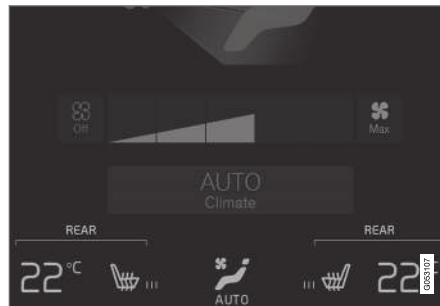 Off
Max
AUTO
Climate
REAR REAR
22°C 22°
AUTO
G053107